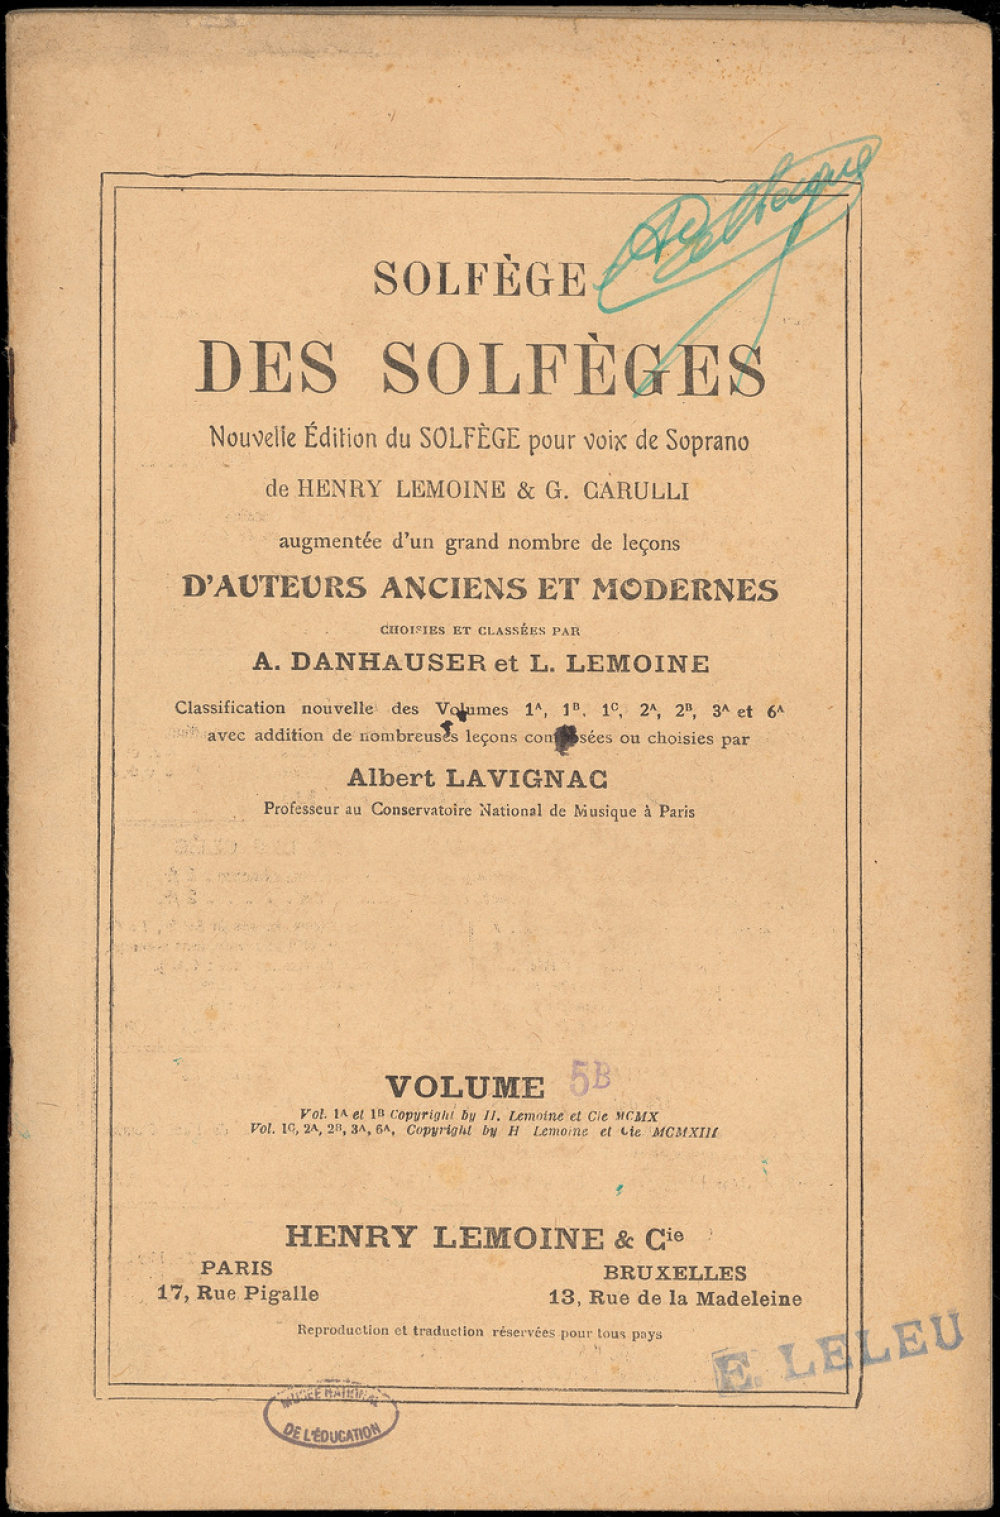 SOLFÈGE
DES SOLFÈGES
Nouvelle Édition du SOLFÈGE pour voix de Soprano
de HENRY LEMOINE & G. CARULLI
augmentée d'un grand nombre de leçons
D'AUTEURS ANCIENS ET MODERNES
CHOISIES ET CLASSÉES PAR
A. DANHAUSER et L. LEMOINE
Classification nouvelle des Volumes 1A, 1B, 1C, 2A, 2B, 3A et 6A
avec addition de nombreuses leçons composées ou choisies par
Albert LAVIGNAC
Professeur au Conservatoire National de Musique à Paris
VOLUME 5B
Vol. 1A et 1B Copyright by H. Lemoine et Cie MCMX
Vol. 1C, 2A, 2B, 3A, 6A, Copyright by H Lemoine et Cie MCMXIII
HENRY LEMOINE & Cie
PARIS
17, Rue Pigalle
BRUXELLES
13, Rue de la Madeleine
Reproduction et traduction réservées pour tous pays
E. LELEU
MUSÉE NATIONAL
DE L'ÉDUCATION